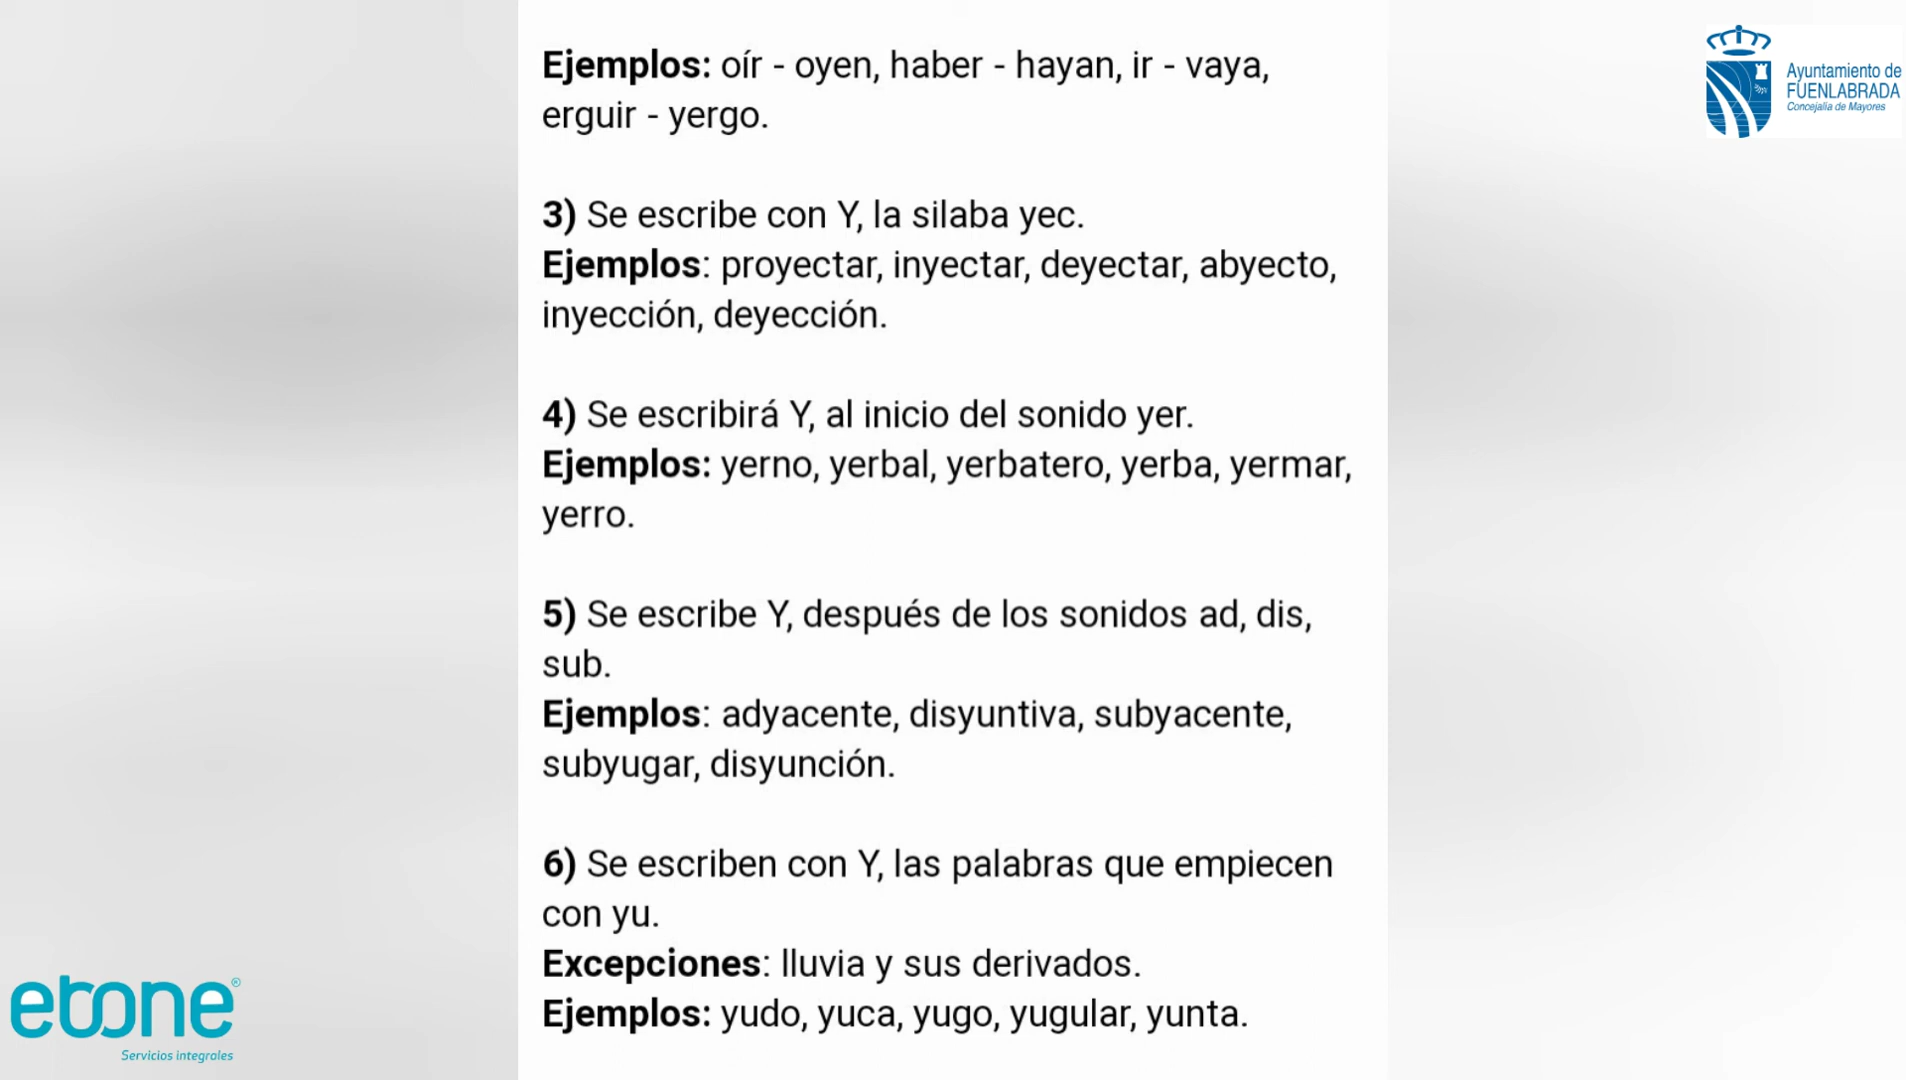 Ejemplos: oír - oyen, haber - hayan, ir - vaya,
erguir - yergo.
3) Se escribe con Y, la silaba yec.
Ejemplos: proyectar, inyectar, deyectar, abyecto,
inyección, deyección.
4) Se escribirá Y, al inicio del sonido yer.
Ejemplos: yerno, yerbal, yerbatero, yerba, yermar,
yerro.
5) Se escribe Y, después de los sonidos ad, dis,
sub.
Ejemplos: adyacente, disyuntiva, subyacente,
subyugar, disyunción.
6) Se escriben con Y, las palabras que empiecen
con yu.
Excepciones: lluvia y sus derivados.
Ejemplos: yudo, yuca, yugo, yugular, yunta.
Ayuntamiento de
FUENLABRADA
Concejalia de Mayores
ebone®
Servicios integrales